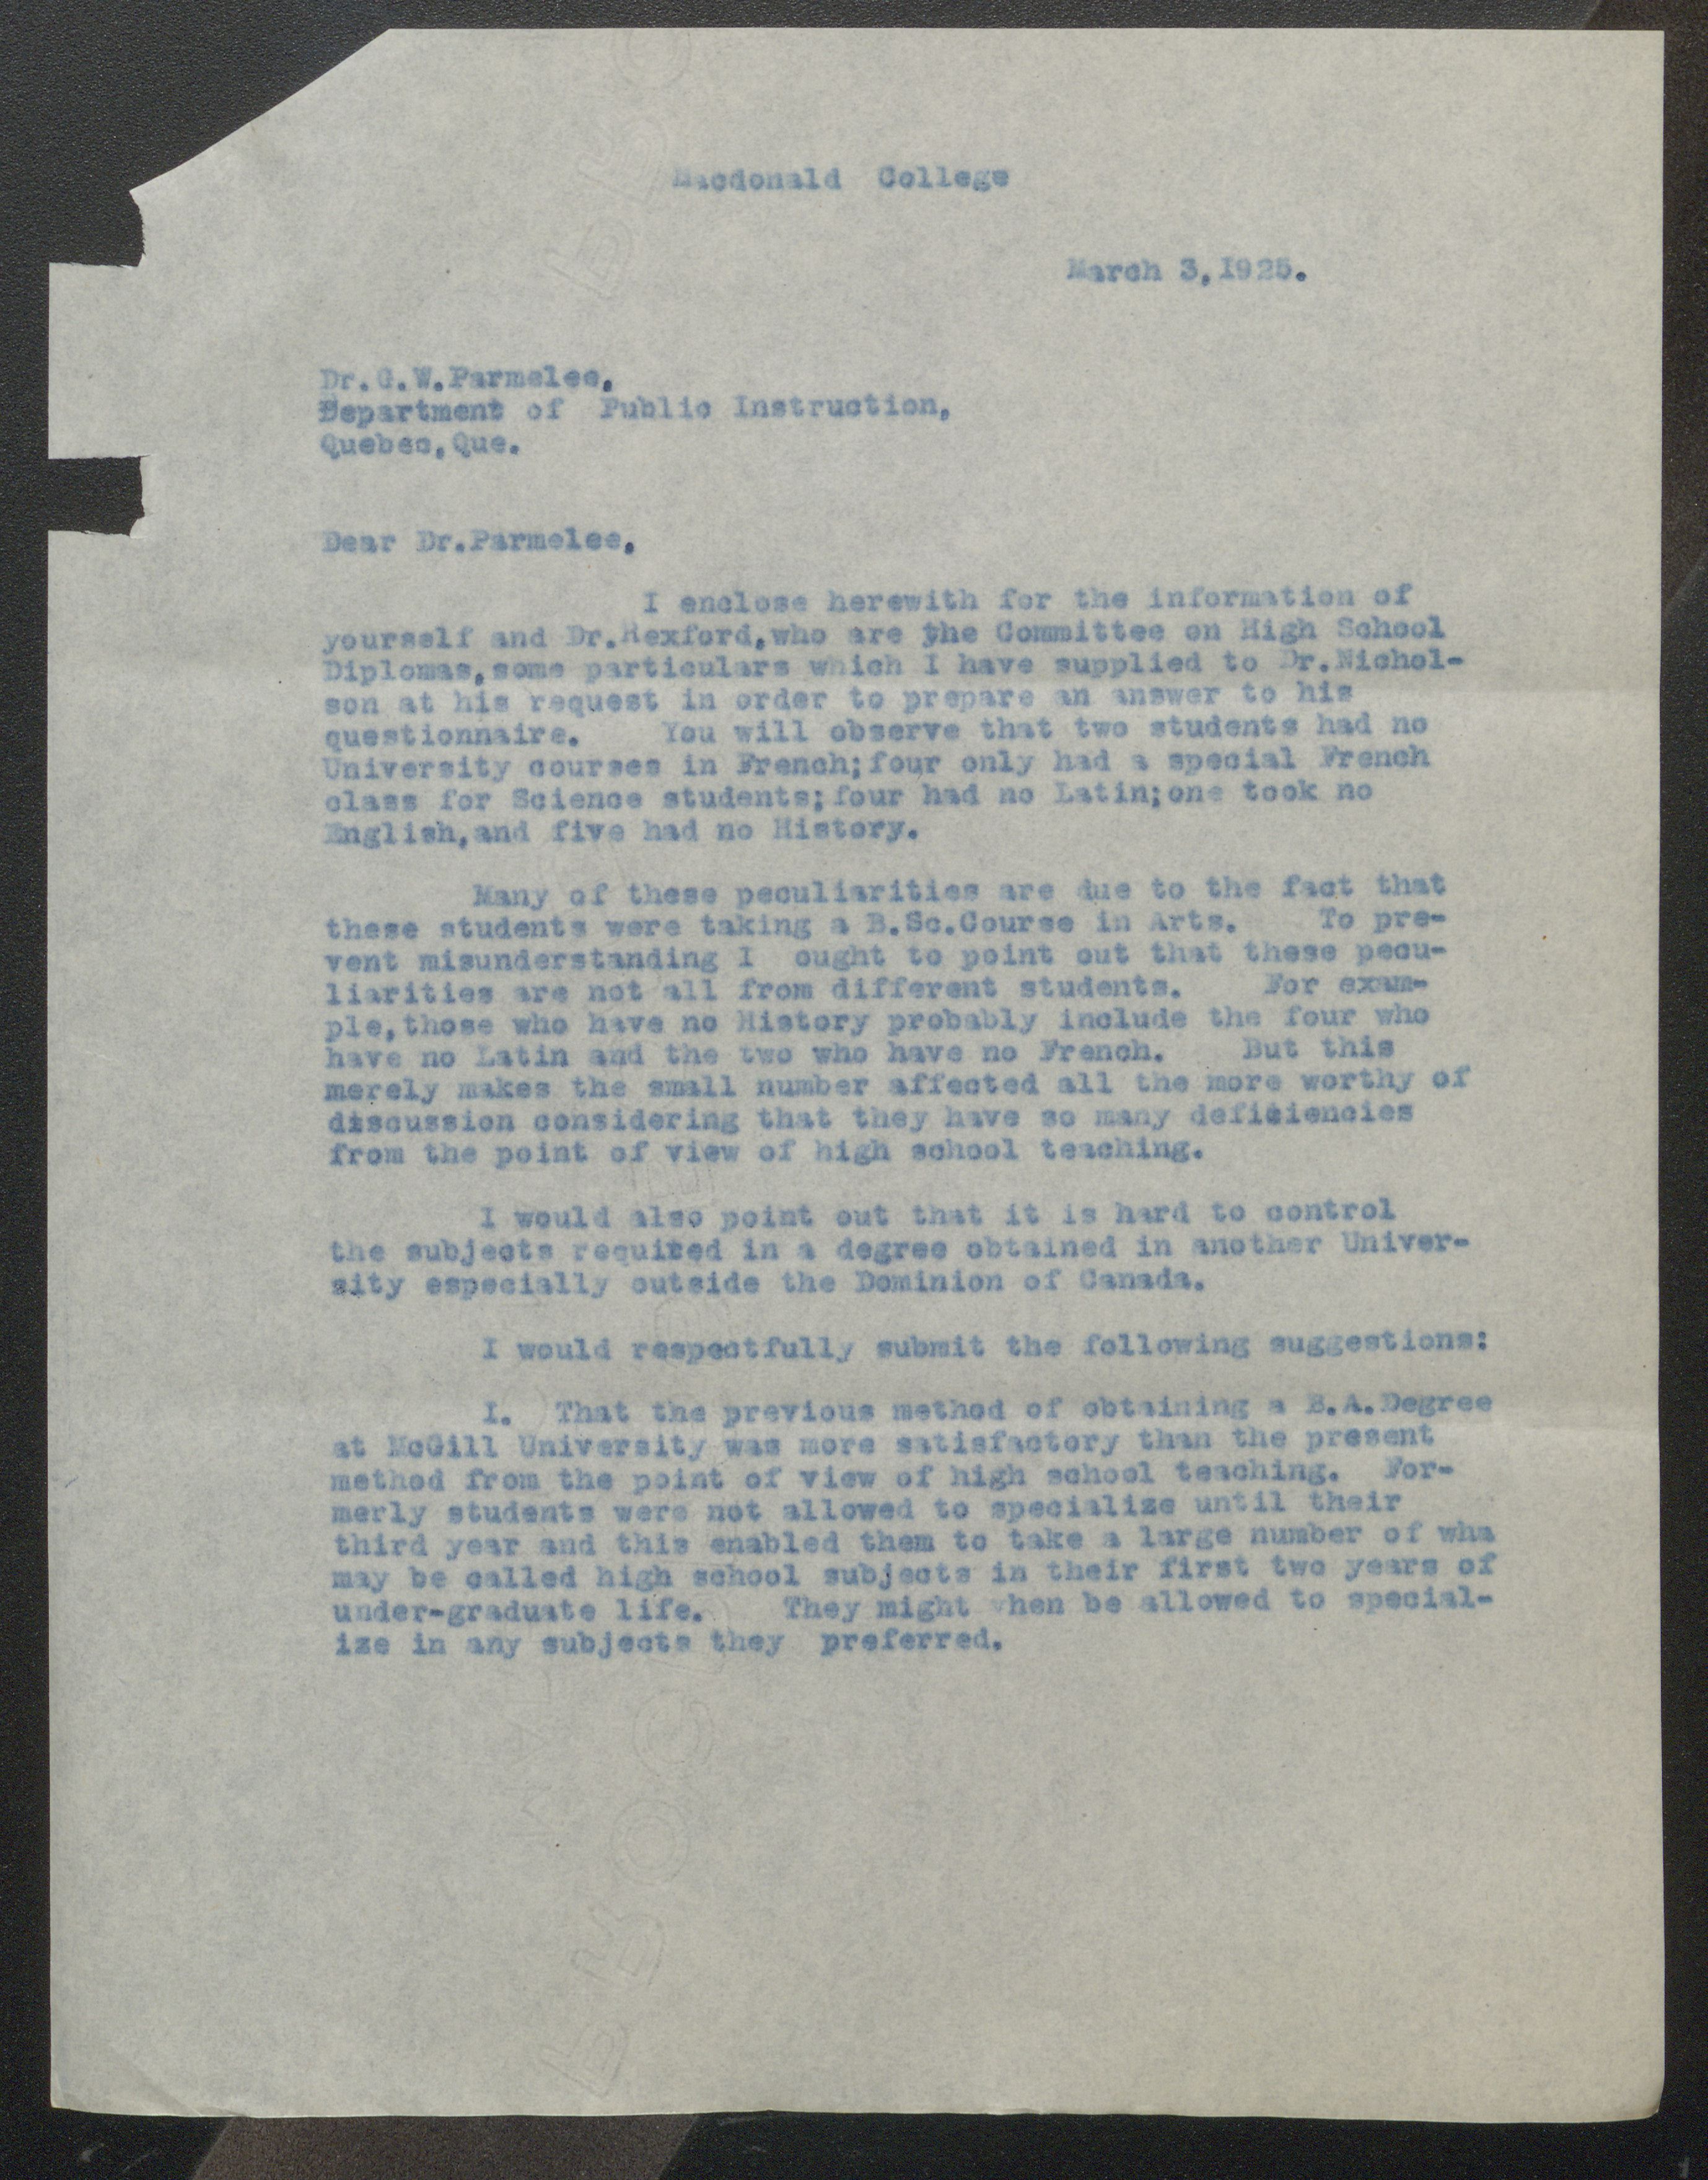 Macdonald College
March 3, 1925.
Dr. G. W. Parmelee,
Department of Public Instruction,
Quebec, Que.
Dear Dr. Parmelee,
I enclose herewith for the information of
yourself and Dr. Rexford, who are the Committee on High School
Diplomas, some particulars which I have supplied to Dr. Nichol-
son at his request in order to prepare an answer to his
questionnaire. You will observe that two students had no
University courses in French; four only had a special French
class for Science students; four had no Latin; one took no
English, and five had no History.
Many of these peculiarities are due to the fact that
these students were taking a B. Sc. Course in Arts. To pre-
vent misunderstanding I ought to point out that these pecu-
liarities are not all from different students. For exam-
ple, those who have no History probably include the four who
have no Latin and the two who have no French. But this
merely makes the small number affected all the more worthy of
discussion considering that they have so many deficiencies
from the point of view of high school teaching.
I would also point out that it is hard to control
the subjects required in a degree obtained in another Univer-
sity especially outside the Dominion of Canada.
I would respectfully submit the following suggestions:
I. That the previous method of obtaining a B. A. Degree
at McGill University was more satisfactory than the present
method from the point of view of high school teaching. For-
merly students were not allowed to specialize until their
third year and this enabled them to take a large number of wha
may be called high school subjects in their first two years of
under-graduate life. They might hen be allowed to special-
ize in any subjects they preferred.